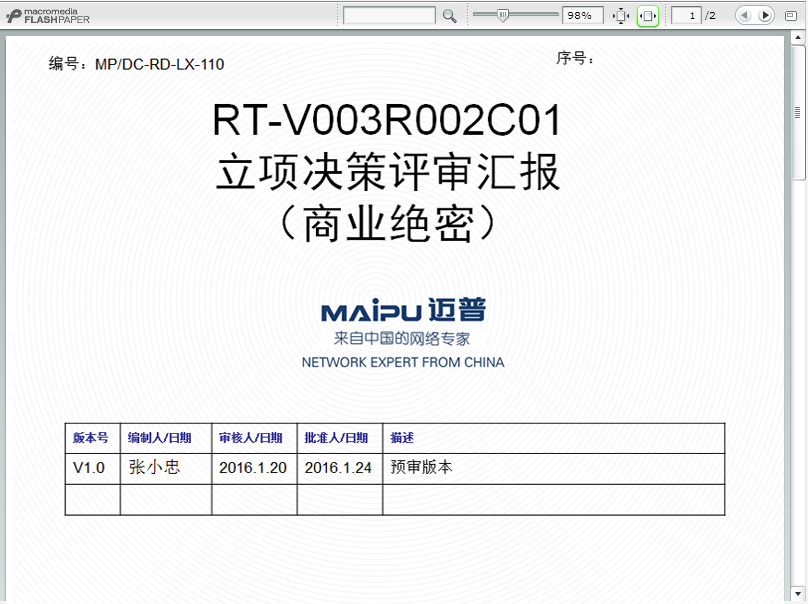 macromedia
FLASHPAPER
98%
1 /2
编号：MP/DC-RD-LX-110
序号：
RT-V003R002C01
立项决策评审汇报
（商业绝密）
MAiPU 迈普
来自中国的网络专家
NETWORK EXPERT FROM CHINA
版本号 编制人/日期 审核人/日期 批准人/日期 描述
V1.0 张小忠 2016.1.20 2016.1.24 预审版本